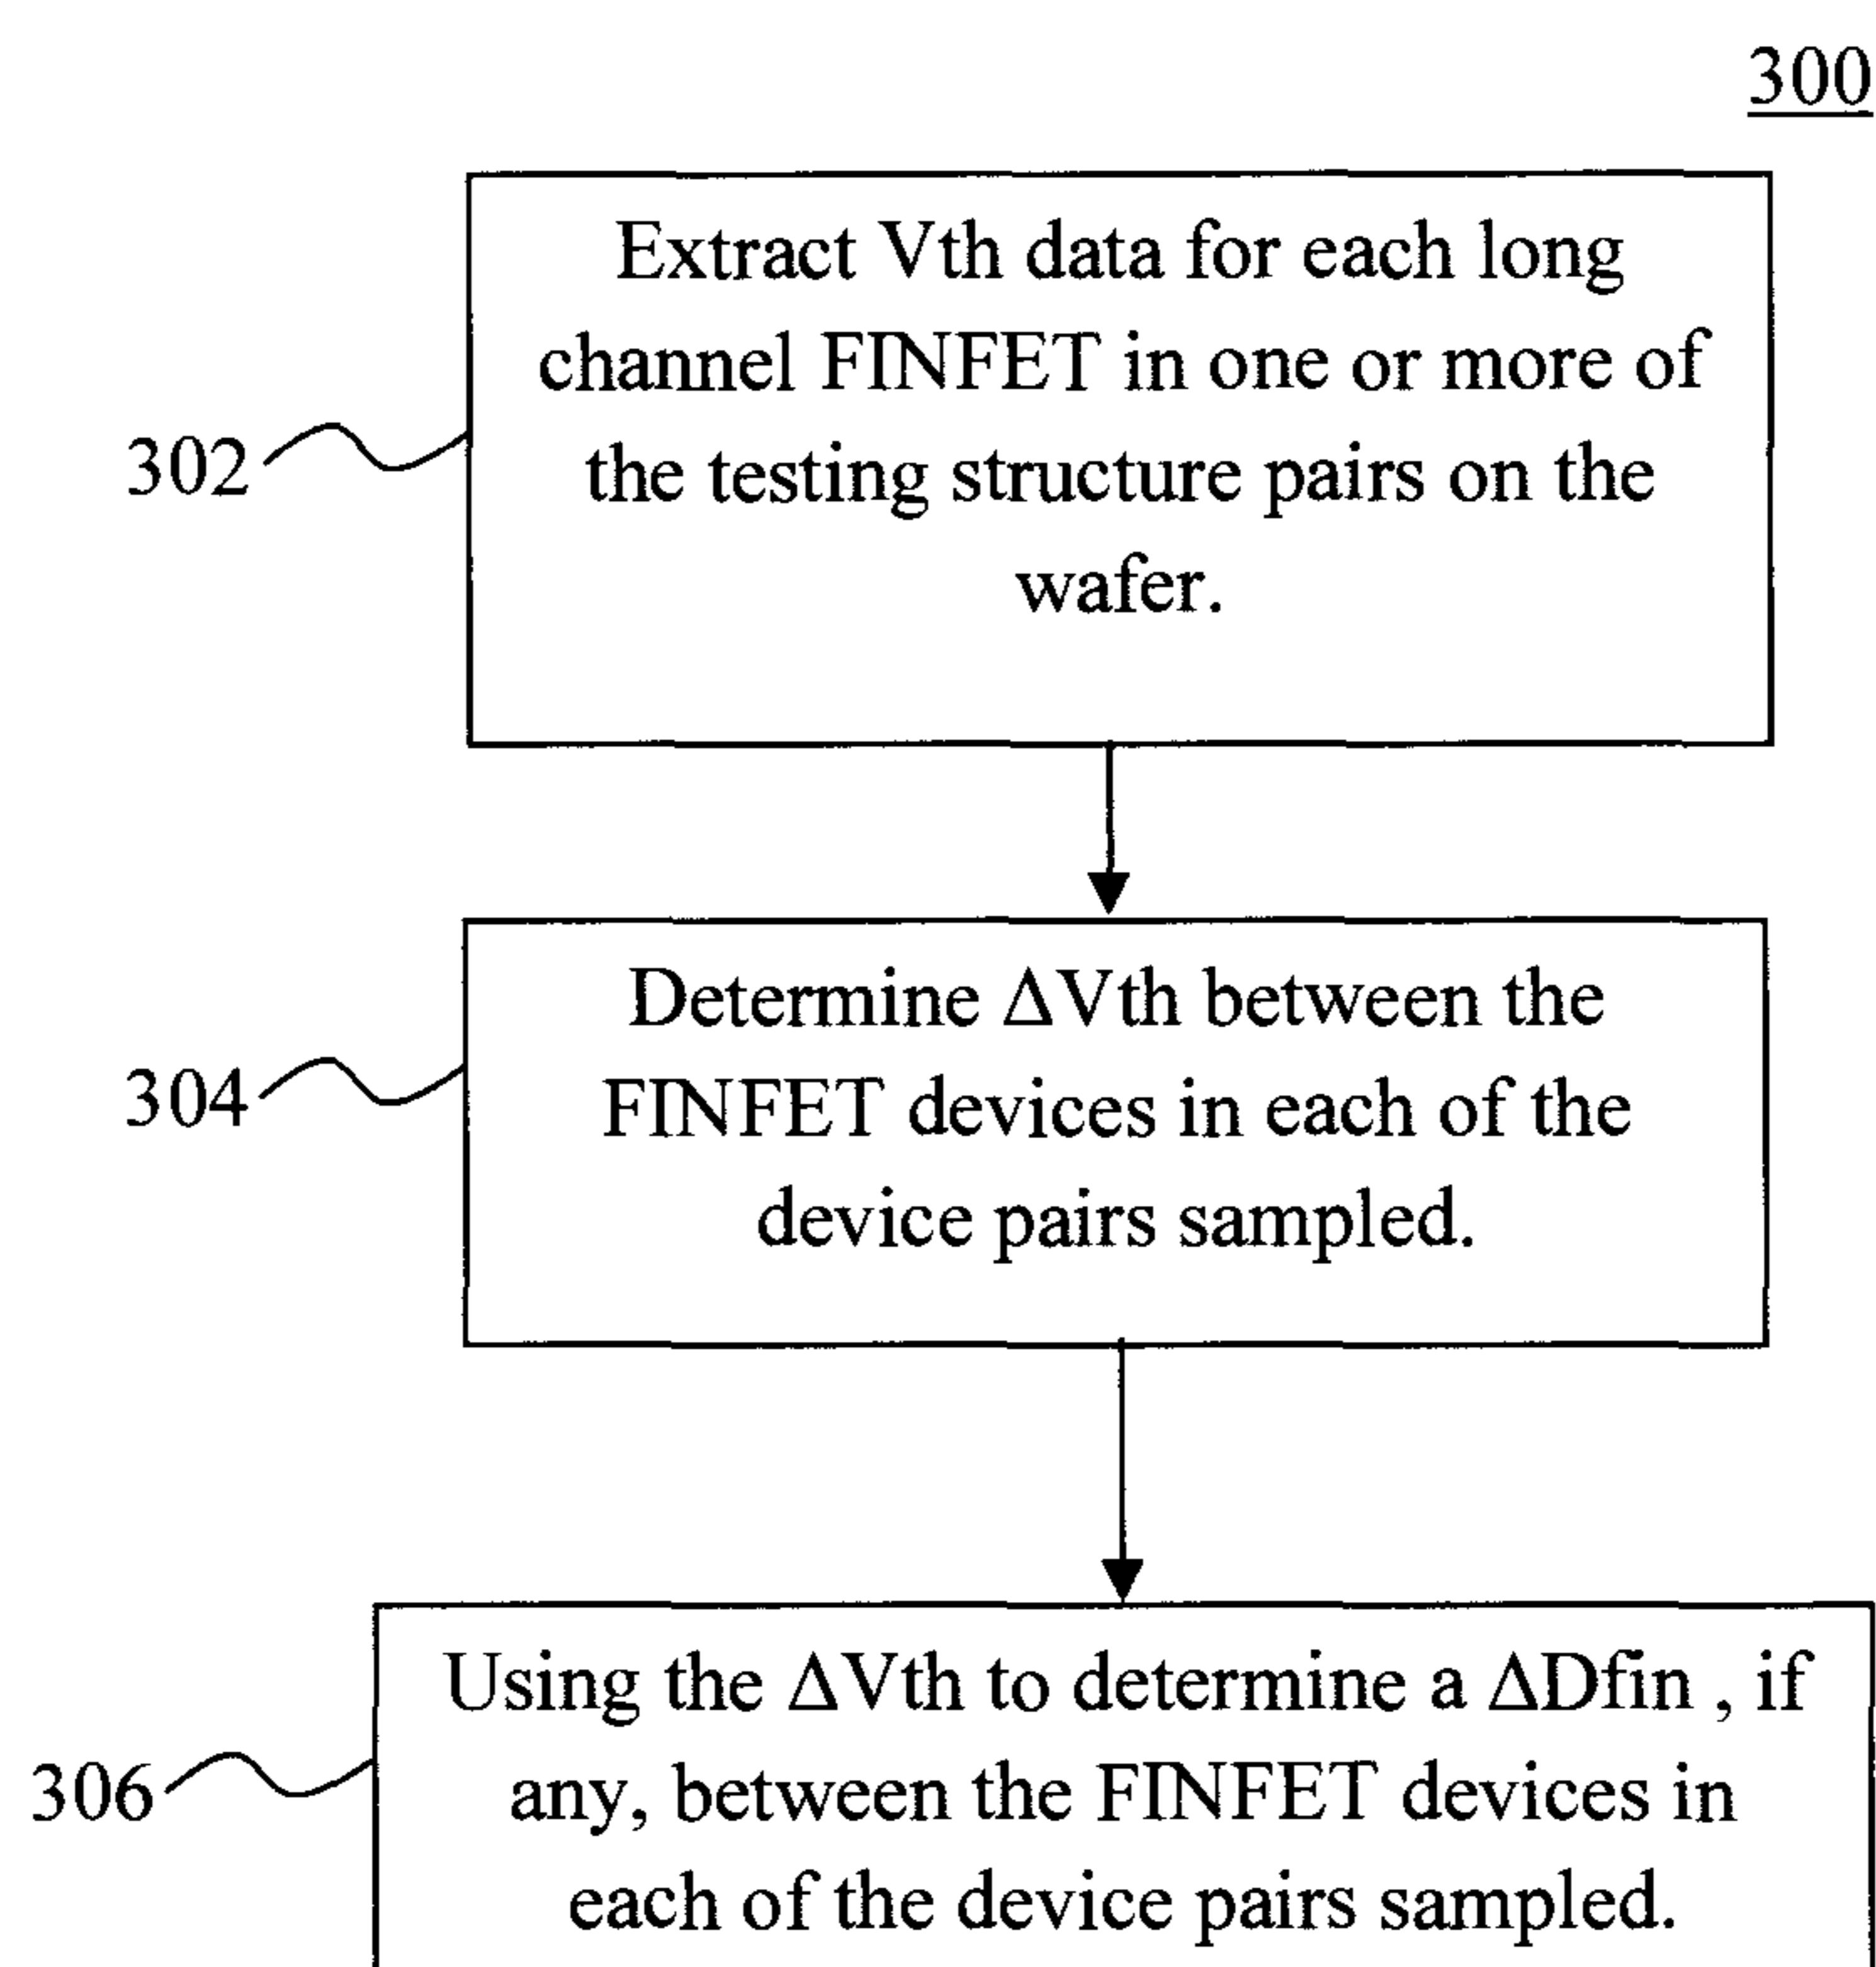 300
Extract Vth data for each long
channel FINFET in one or more of
the testing structure pairs on the
wafer.
302
Determine ΔVth between the
FINFET devices in each of the
device pairs sampled.
304
Using the ΔVth to determine a ΔDfin , if
any, between the FINFET devices in
each of the device pairs sampled.
306